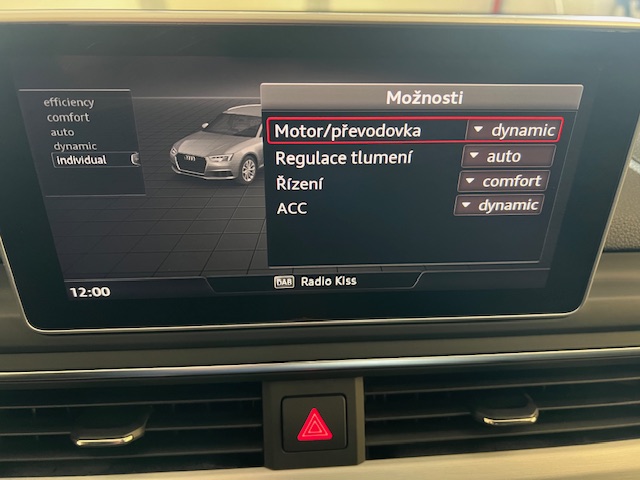 Možnosti
efficiency
comfort
auto
dynamic
individual
Motor/převodovka dynamic
Regulace tlumení auto
Řízení comfort
ACC dynamic
12:00
DAB Radio Kiss